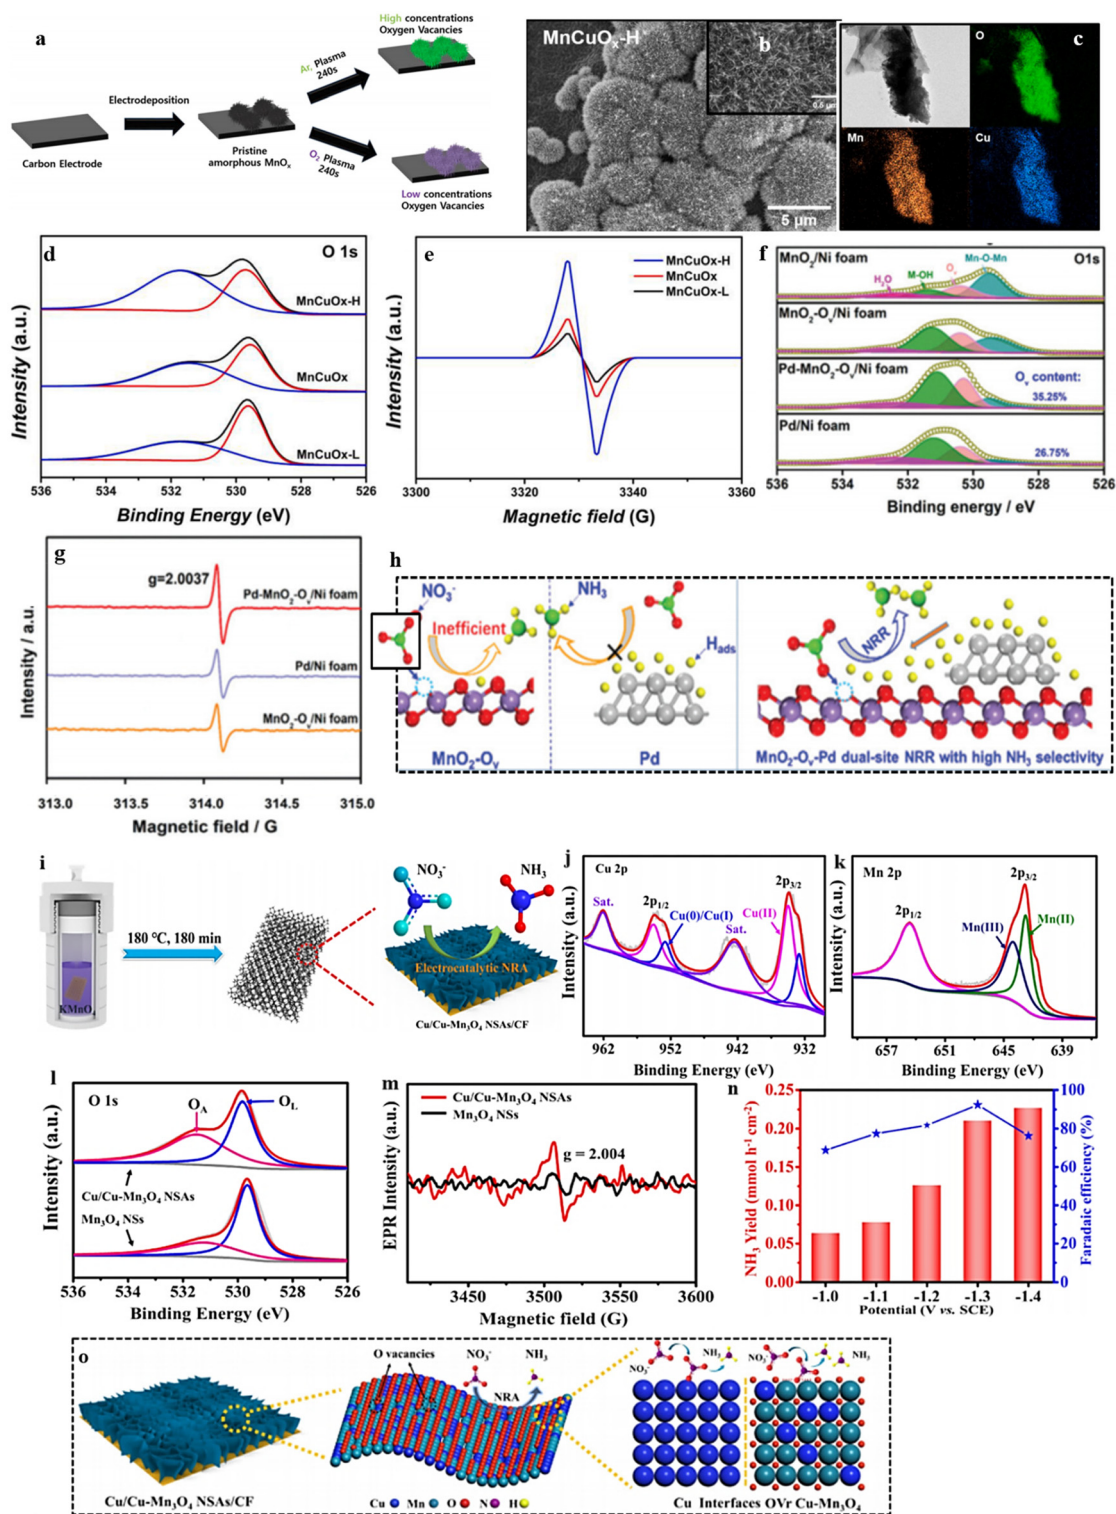 a
High concentrations
Oxygen Vacancies
Ar. Plasma
240s
Electrodeposition
Carbon Electrode
Pristine
amorphous MnOₓ
O₂ Plasma
240s
Low concentrations
Oxygen Vacancies
MnCuOₓ-H
b
0.5 μm
5 μm
c
O
Mn
Cu
d
O 1s
MnCuOx-H
MnCuOx
MnCuOx-L
Intensity (a.u.)
536 534 532 530 528 526
Binding Energy (eV)
e
MnCuOx-H
MnCuOx
MnCuOx-L
Intensity (a.u.)
3300 3320 3340 3360
Magnetic field (G)
f
MnO₂/Ni foam
Mn-O-Mn
O1s
H₂O
M-OH
Oᵥ
MnO₂-Oᵥ/Ni foam
Pd-MnO₂-Oᵥ/Ni foam
Oᵥ content:
35.25%
Pd/Ni foam
26.75%
Intensity (a.u.)
536 534 532 530 528 526
Binding energy / eV
g
g=2.0037
Pd-MnO₂-Oᵥ/Ni foam
Pd/Ni foam
MnO₂-Oᵥ/Ni foam
Intensity / a.u.
313.0 313.5 314.0 314.5 315.0
Magnetic field / G
h
NO₃⁻
Inefficient
NH₃
Hads
NRR
MnO₂-Oᵥ
Pd
MnO₂-Oᵥ-Pd dual-site NRR with high NH₃ selectivity
i
180 °C, 180 min
KMnO₄
NO₃⁻
NH₃
Electrocatalytic NRA
Cu/Cu-Mn₃O₄ NSAs/CF
j
Cu 2p
2p₃/₂
Sat.
2p₁/₂
Cu(0)/Cu(I)
Cu(II)
Sat.
Intensity (a.u.)
962 952 942 932
Binding Energy (eV)
k
Mn 2p
2p₃/₂
2p₁/₂
Mn(III)
Mn(II)
Intensity (a.u.)
657 651 645 639
Binding Energy (eV)
l
O 1s
O_A
O_L
Cu/Cu-Mn₃O₄ NSAs
Mn₃O₄ NSs
Intensity (a.u.)
536 534 532 530 528 526
Binding Energy (eV)
m
Cu/Cu-Mn₃O₄ NSAs
Mn₃O₄ NSs
g = 2.004
EPR Intensity (a.u.)
3450 3500 3550 3600
Magnetic field (G)
n
NH₃ Yield (mmol h⁻¹ cm⁻²)
0.25
0.20
0.15
0.10
0.05
0.00
100
80
60
40
20
0
Faradaic efficiency (%)
-1.0 -1.1 -1.2 -1.3 -1.4
Potential (V vs. SCE)
o
O vacancies
NO₃⁻
NH₃
NRA
NO₃⁻
NH₃
NO₃⁻
NH₃
Cu/Cu-Mn₃O₄ NSAs/CF
Cu Mn O N H
Cu Interfaces OVr Cu-Mn₃O₄